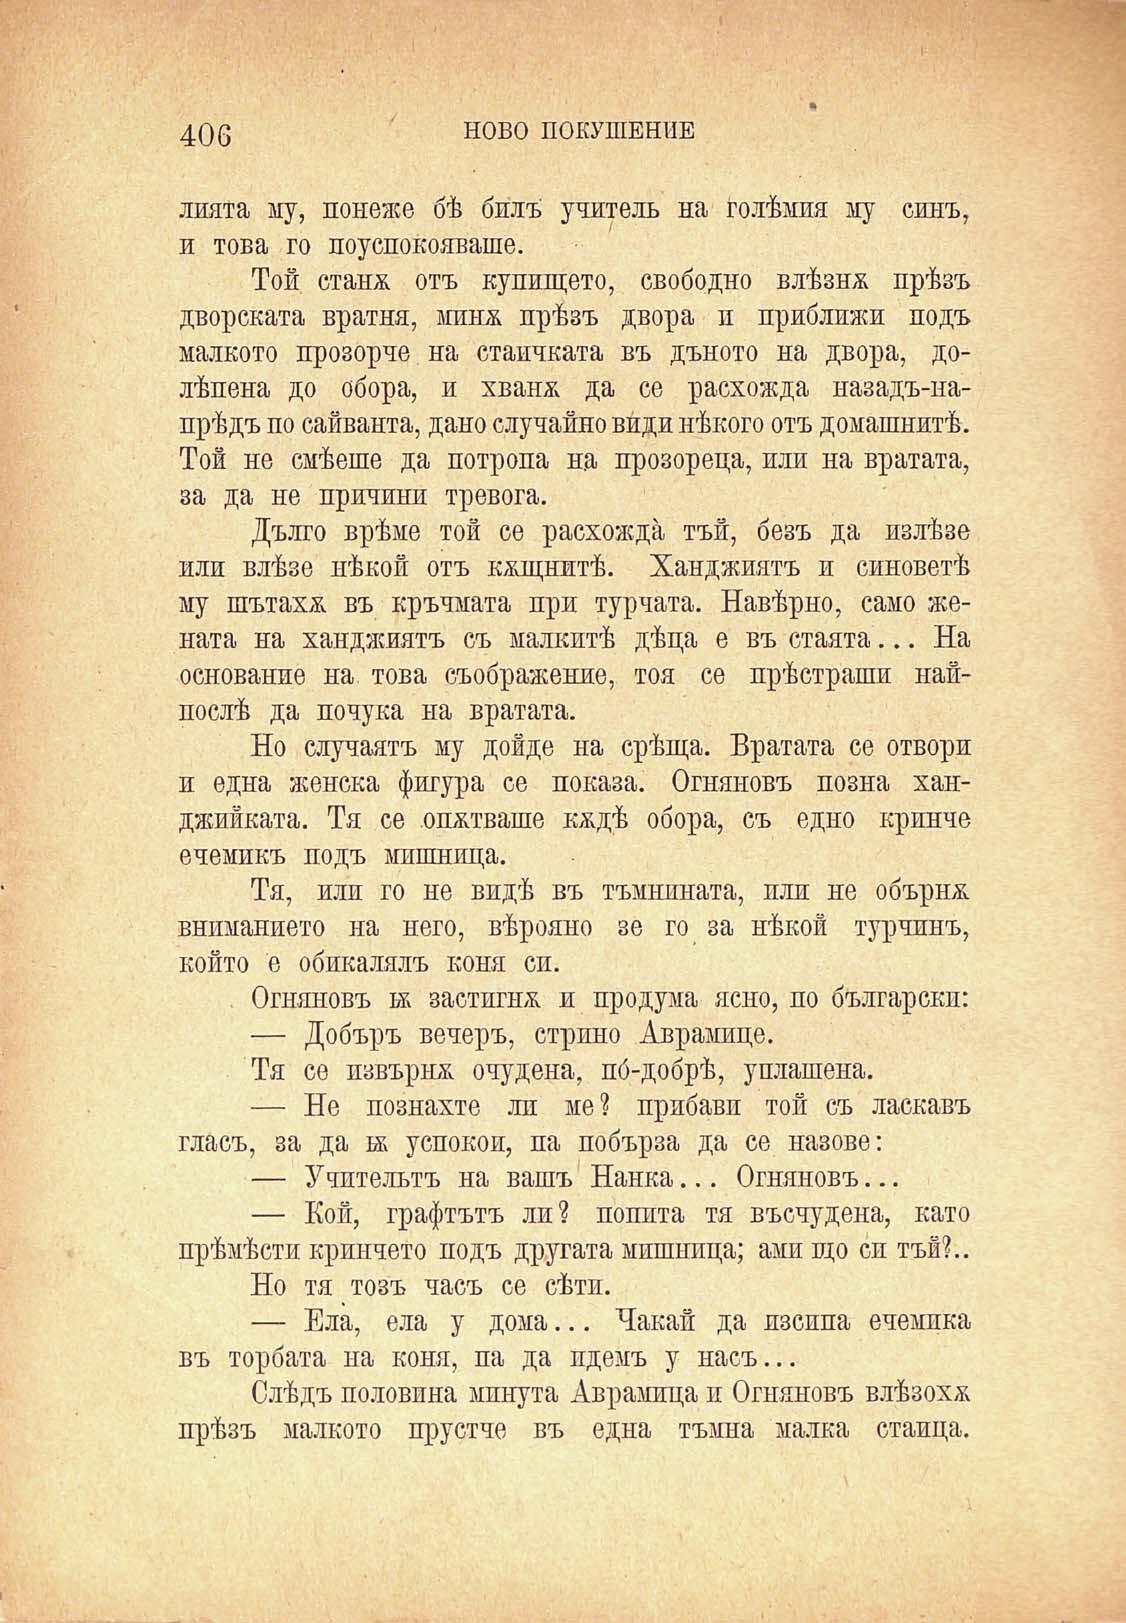 406 НОВО ПОКУШЕНИЕ
лията му, понеже бѣ билъ учитель на голѣмия му синъ,
и това го поуспокояваше.
Той станѫ отъ купището, свободно влѣзнѫ прѣзъ
дворската вратня, минѫ прѣзъ двора и приближи подъ
малкото прозорче на стаичката въ дъното на двора, до-
лѣпена до обора, и хванѫ да се расхожда назадъ-на-
прѣдъ по сайванта, дано случайно види нѣкого отъ домашнитѣ.
Той не смѣеше да потропа на прозореца, или на вратата,
за да не причини тревога.
Дълго врѣме той се расхождà тъй, безъ да излѣзе
или влѣзе нѣкой отъ кѫщнитѣ. Ханджиятъ и синоветѣ
му шътахѫ въ кръчмата при турчата. Навѣрно, само же-
ната на ханджиятъ съ малкитѣ дѣца е въ стаята... На
основание на това съображение, тоя се прѣстраши най-
послѣ да почука на вратата.
Но случаятъ му дойде на срѣща. Вратата се отвори
и една женска фигура се показа. Огняновъ позна хан-
джийката. Тя се опѫтваше кѫдѣ обора, съ едно кринче
ечемикъ подъ мишница.
Тя, или го не видѣ въ тъмнината, или не обърнѫ
вниманието на него, вѣрояно зе го за нѣкой турчинъ,
който е обикалялъ коня си.
Огняновъ ѭ застигнѫ и продума ясно, по български:
— Добъръ вечеръ, стрино Аврамице.
Тя се извърнѫ очудена, по́-добрѣ, уплашена.
— Не познахте ли ме? прибави той съ ласкавъ
гласъ, за да ѭ успокои, па побърза да се назове:
— Учительтъ на вашъ Нанка... Огняновъ...
— Кой, графтътъ ли? попита тя въсчудена, като
прѣмѣсти кринчето подъ другата мишница; ами що си тъй?..
Но тя тозъ часъ се сѣти.
— Елà, ела у дома... Чакай да изсипа ечемика
въ торбата на коня, па да идемъ у насъ...
Слѣдъ половина минута Аврамица и Огняновъ влѣзохѫ
прѣзъ малкото прустче въ една тъмна малка стаица.